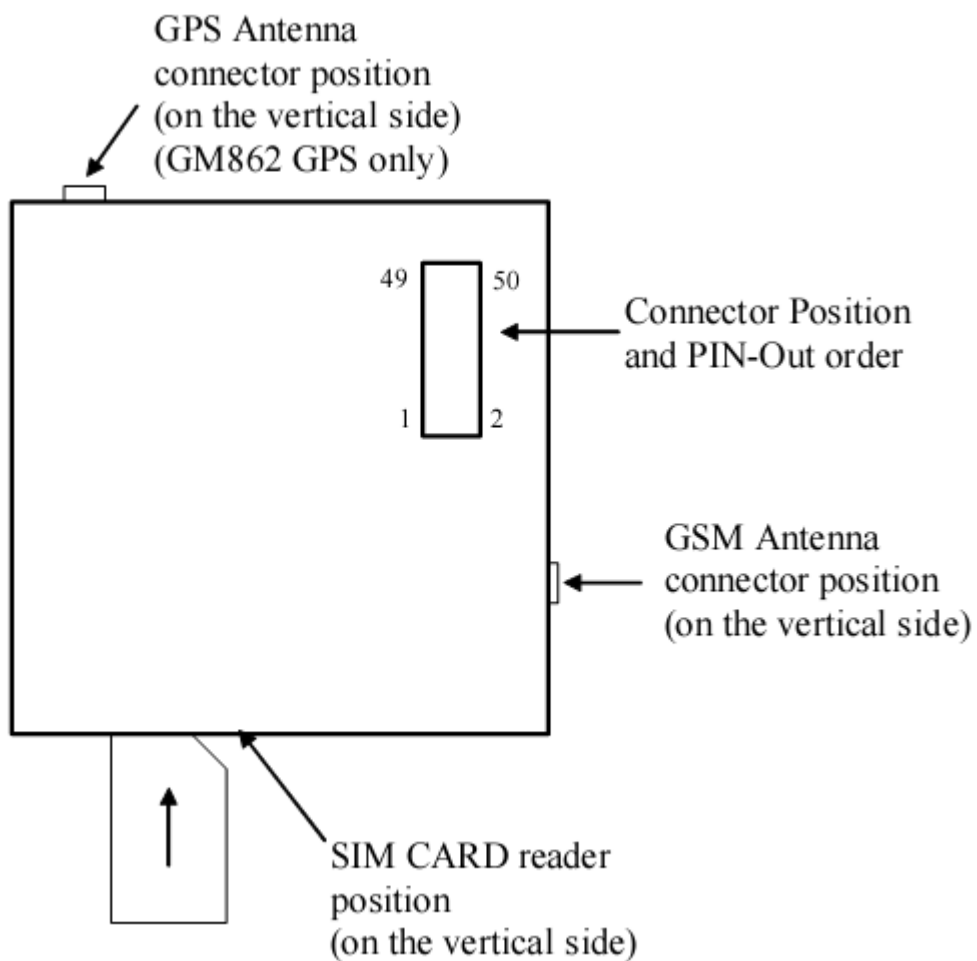 GPS Antenna
connector position
(on the vertical side)
(GM862 GPS only)
49
50
Connector Position
and PIN-Out order
1
2
GSM Antenna
connector position
(on the vertical side)
SIM CARD reader
position
(on the vertical side)